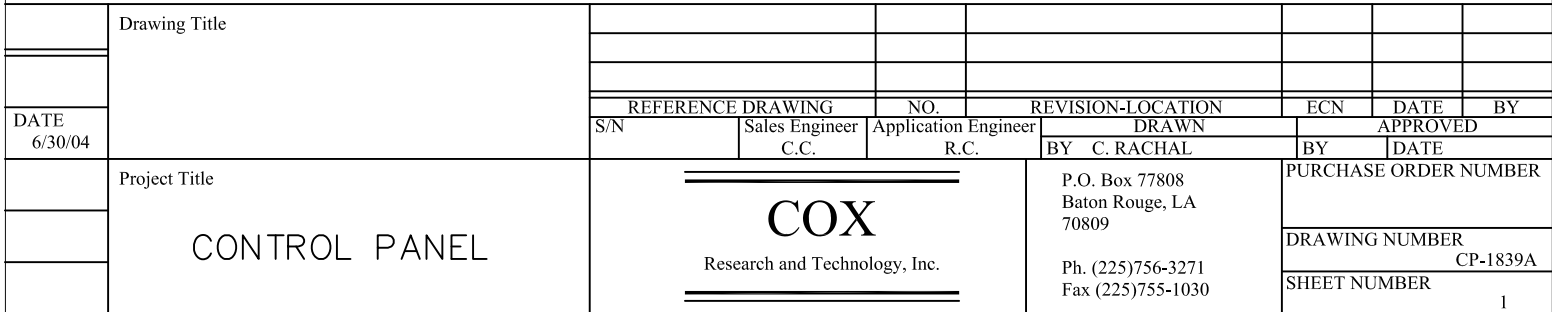 Drawing Title
REFERENCE DRAWING NO. REVISION-LOCATION ECN DATE BY
DATE
6/30/04
S/N Sales Engineer Application Engineer DRAWN APPROVED
C.C. R.C. BY C. RACHAL BY DATE
Project Title
CONTROL PANEL
COX
Research and Technology, Inc.
P.O. Box 77808
Baton Rouge, LA
70809
Ph. (225)756-3271
Fax (225)755-1030
PURCHASE ORDER NUMBER
DRAWING NUMBER
CP-1839A
SHEET NUMBER
1